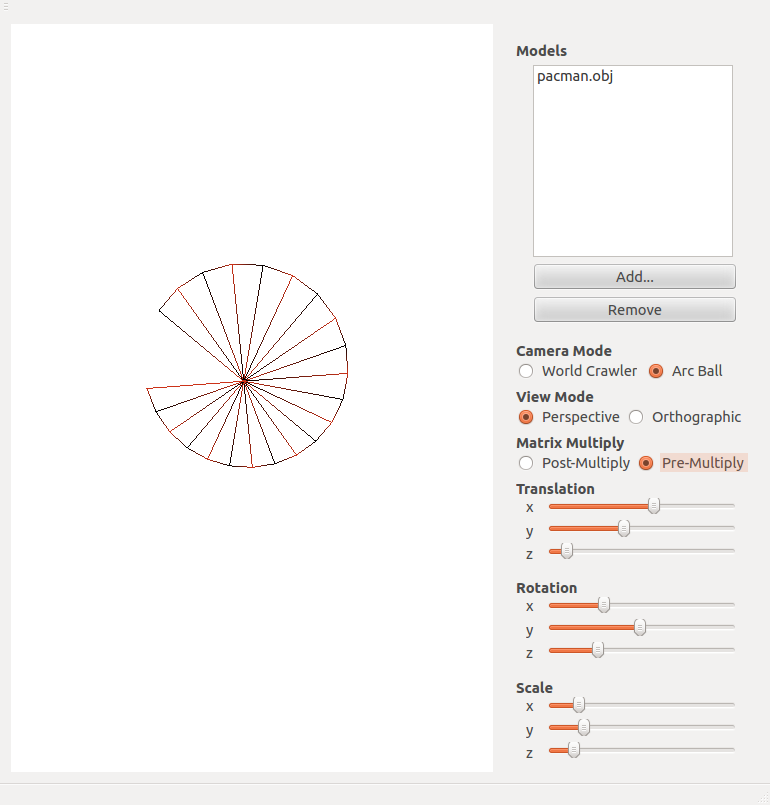 Models
pacman.obj
Add...
Remove
Camera Mode
World Crawler Arc Ball
View Mode
Perspective Orthographic
Matrix Multiply
Post-Multiply Pre-Multiply
Translation
x
y
z
Rotation
x
y
z
Scale
x
y
z